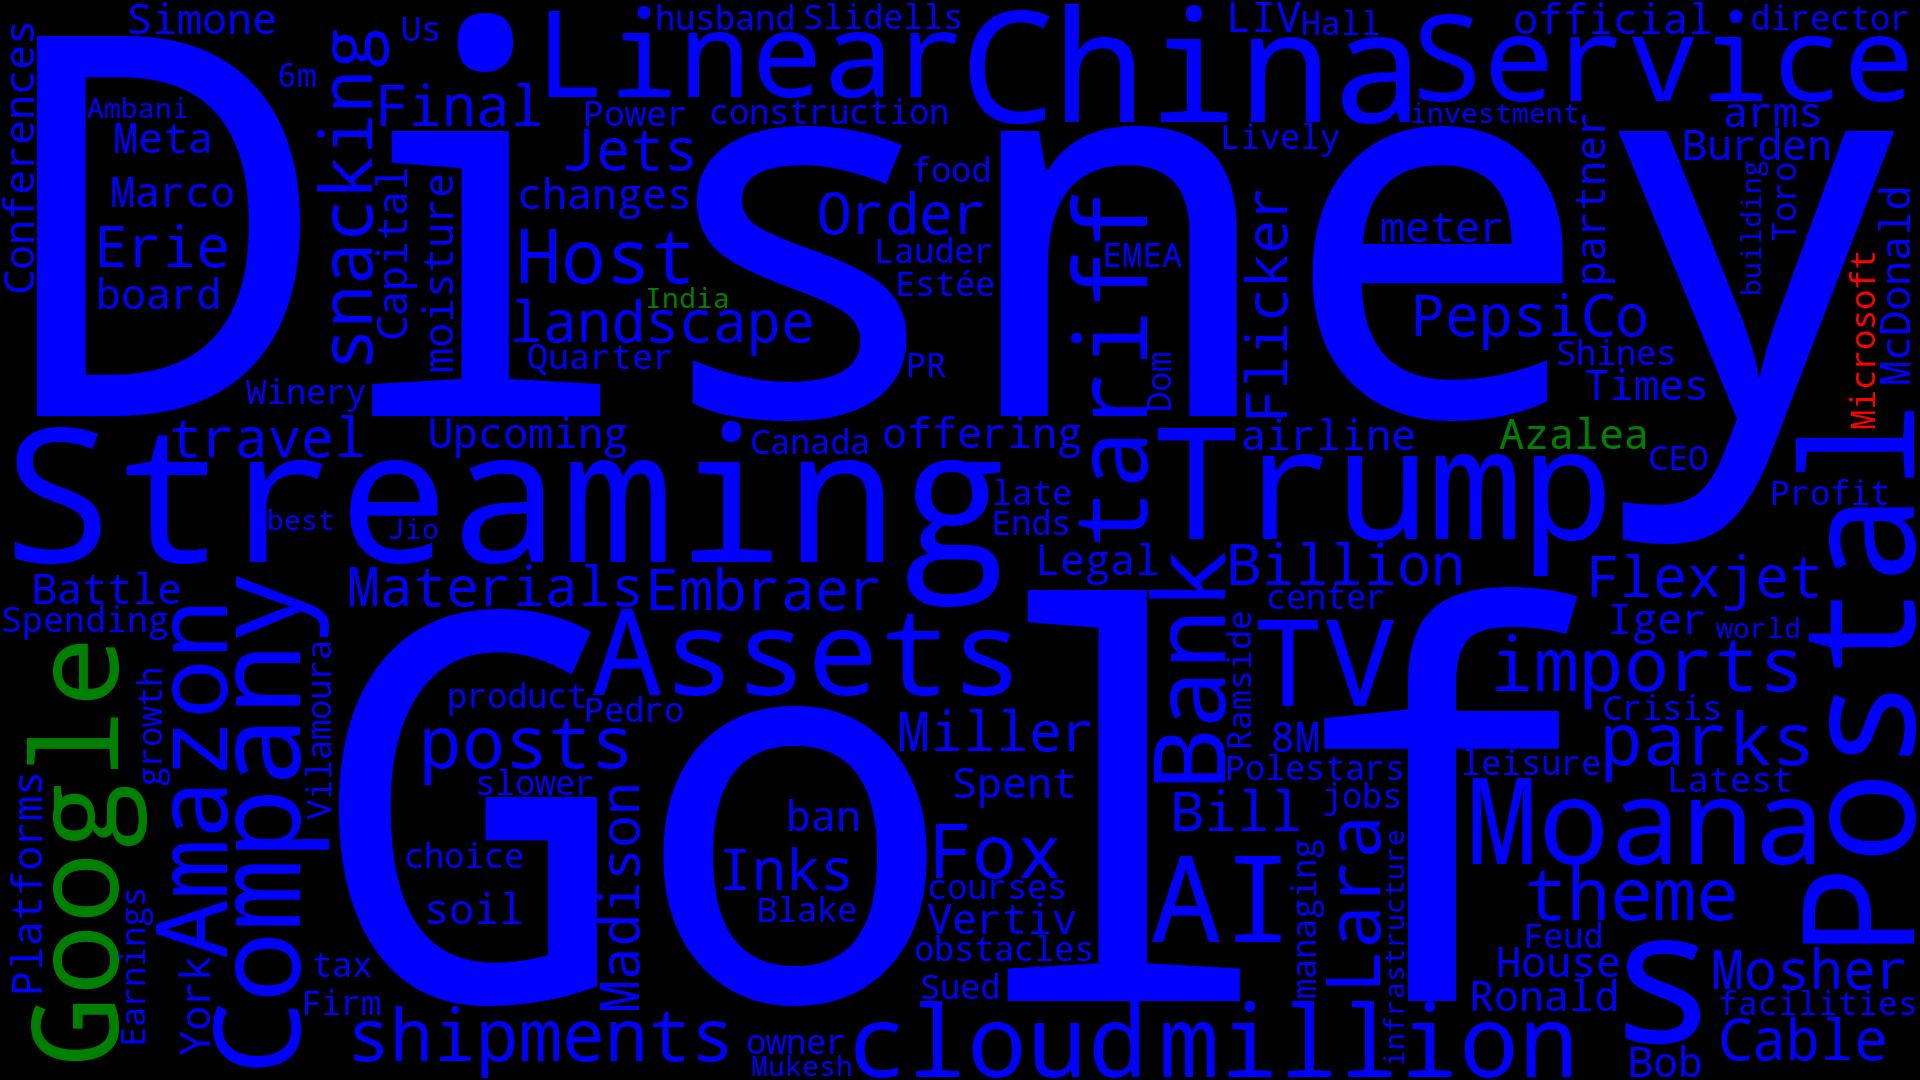 Simone
Us
husband
Slidells
LIV
Hall
official
director
Conferences
Disney
Linear
China
Service
6m
snacking
Final
Power
construction
investment
arms
Ambani
Meta
Jets
Lively
partner
Burden
Marco
Capital
moisture
changes
food
building
Toro
Erie
Host
Order
tariff
Flicker
meter
McDonald
board
Lauder
EMEA
Estée
India
landscape
PepsiCo
Microsoft
Quarter
PR
Dom
Shines
Winery
Times
travel
Upcoming
Canada
offering
airline
Azalea
CEO
Streaming
Trump
Postal
best
Jio
late
Ends
Profit
Battle
Materials
Embraer
Legal
Bank
Billion
Flexjet
Spending
center
Iger
world
Google
Amazon
Company
Assets
Ramside
TV
imports
growth
Vilamoura
Golf
product
Pedro
Crisis
posts
Miller
8M
parks
slower
Spent
Polestars
leisure
Latest
Platforms
Madison
ban
Bill
jobs
Moana
choice
Inks
Fox
AI
managing
Lara
infrastructure
theme
Earnings
soil
Blake
courses
Vertiv
obstacles
Feud
York
tax
House
s
Mosher
Firm
Sued
Ronald
facilities
shipments
owner
cloud
million
Cable
Mukesh
Bob